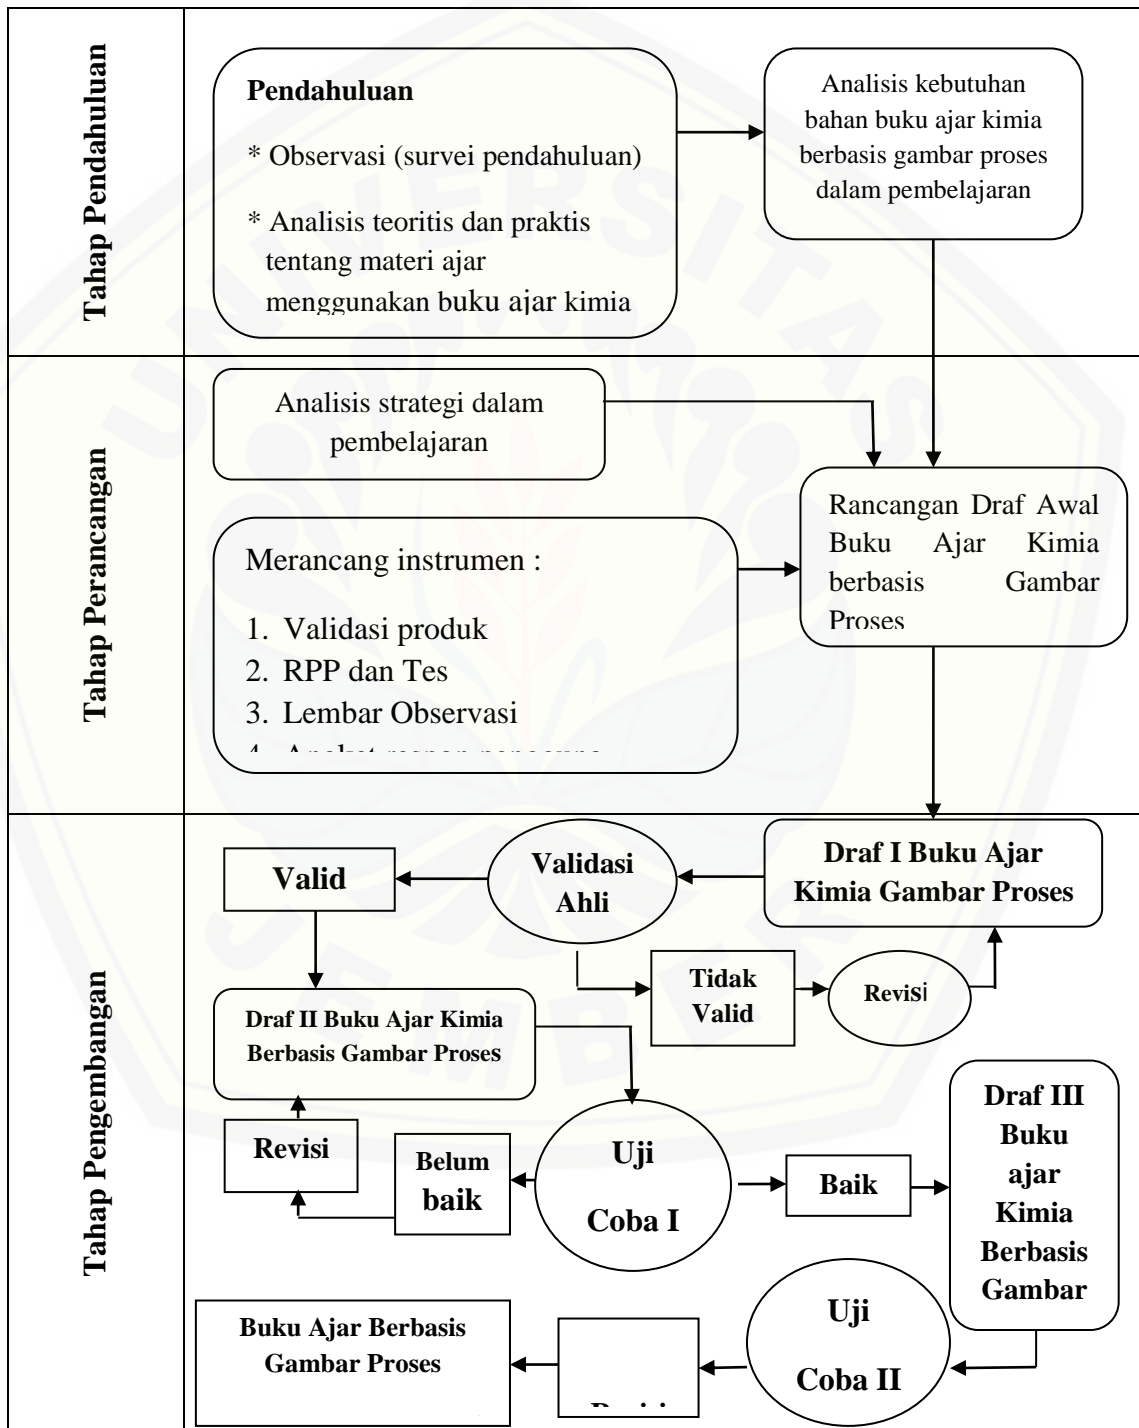 Tahap Pendahuluan
Pendahuluan
* Observasi (survei pendahuluan)
* Analisis teoritis dan praktis
tentang materi ajar
menggunakan buku ajar kimia
Analisis kebutuhan
bahan buku ajar kimia
berbasis gambar proses
dalam pembelajaran
Tahap Perancangan
Analisis strategi dalam
pembelajaran
Merancang instrumen :
1. Validasi produk
2. RPP dan Tes
3. Lembar Observasi
Rancangan Draf Awal
Buku Ajar Kimia
berbasis Gambar
Proses
Tahap Pengembangan
Draf I Buku Ajar
Kimia Gambar Proses
Validasi
Ahli
Valid
Tidak
Valid
Revisi
Draf II Buku Ajar Kimia
Berbasis Gambar Proses
Revisi
Belum
baik
Uji
Coba I
Baik
Draf III
Buku
ajar
Kimia
Berbasis
Gambar
Uji
Coba II
Buku Ajar Berbasis
Gambar Proses
UNIVERSITAS
JEMBER